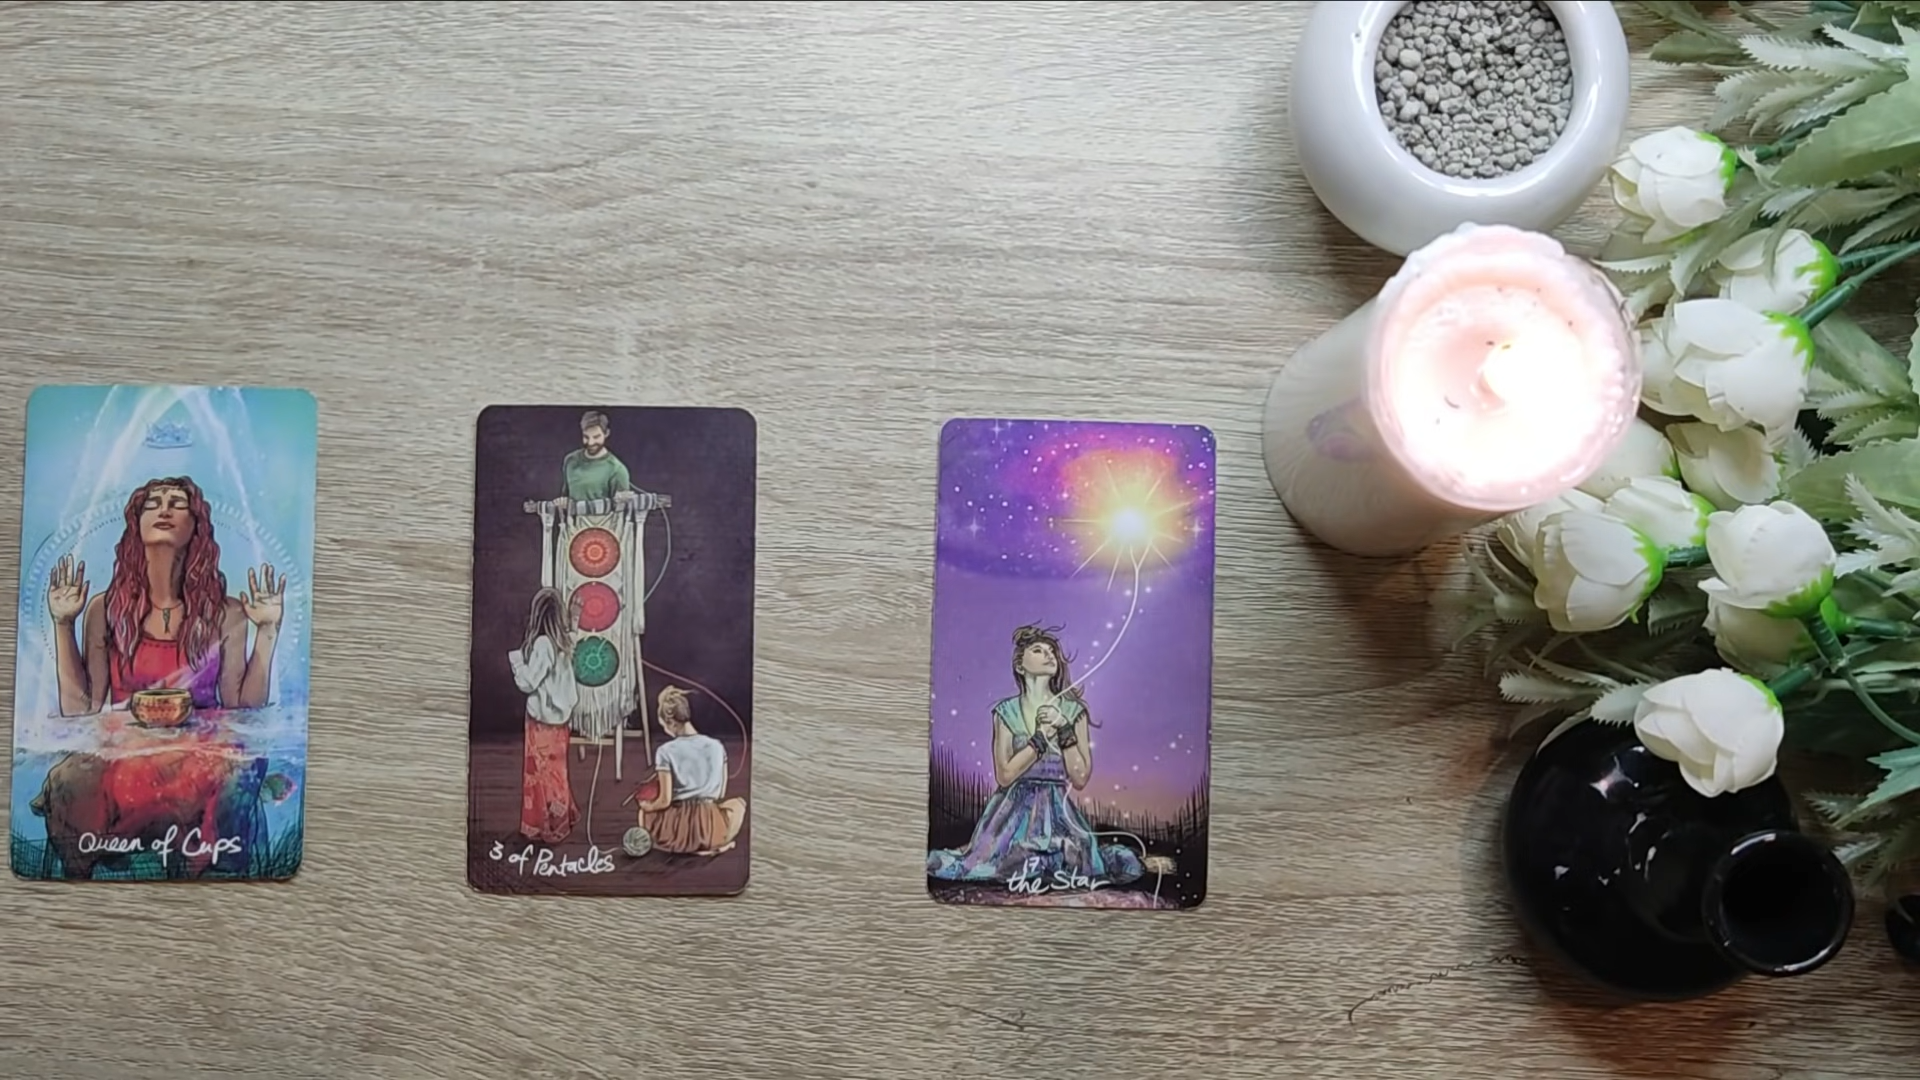 Queen of Cups
3 of Pentacles
17
the Star